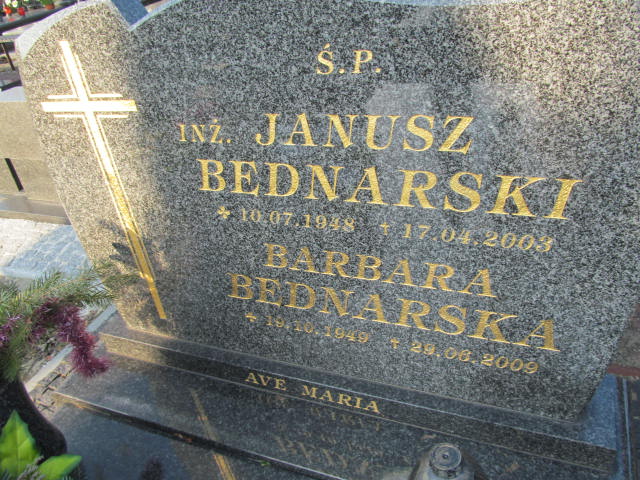 Ś.P.
INŻ. JANUSZ
BEDNARSKI
* 10.07.1948 + 17.04.2003
BARBARA
BEDNARSKA
* 19.10.1949 + 29.06.2009
AVE MARIA